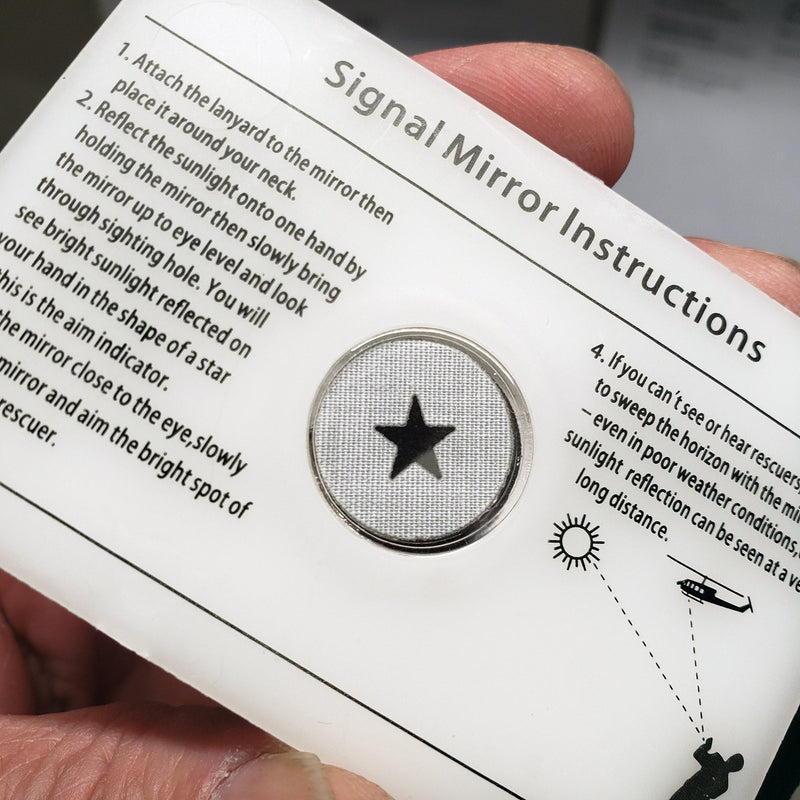 Signal Mirror Instructions
1. Attach the lanyard to the mirror then
place it around your neck.
2. Reflect the sunlight onto one hand by
holding the mirror then slowly bring
the mirror up to eye level and look
through sighting hole. You will
see bright sunlight reflected on
your hand in the shape of a star
this is the aim indicator.
the mirror close to the eye,slowly
mirror and aim the bright spot of
rescuer.
4. If you can't see or hear rescuers
to sweep the horizon with the
– even in poor weather conditions,
sunlight reflection can be seen at a
long distance.